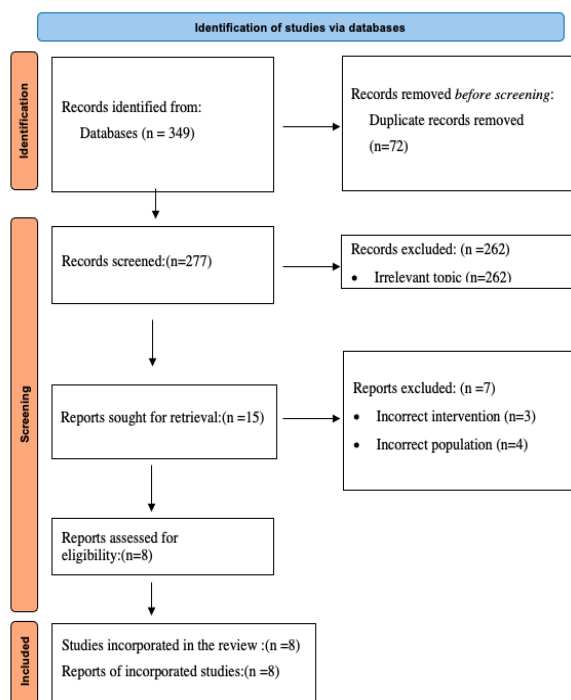 Identification of studies via databases
Identification
Records identified from:
Databases (n = 349)
Records removed before screening:
Duplicate records removed
(n=72)
Screening
Records screened:(n=277)
Records excluded: (n =262)
• Irrelevant topic (n=262)
Reports sought for retrieval:(n =15)
Reports excluded: (n =7)
• Incorrect intervention (n=3)
• Incorrect population (n=4)
Reports assessed for
eligibility:(n=8)
Included
Studies incorporated in the review :(n =8)
Reports of incorporated studies:(n =8)